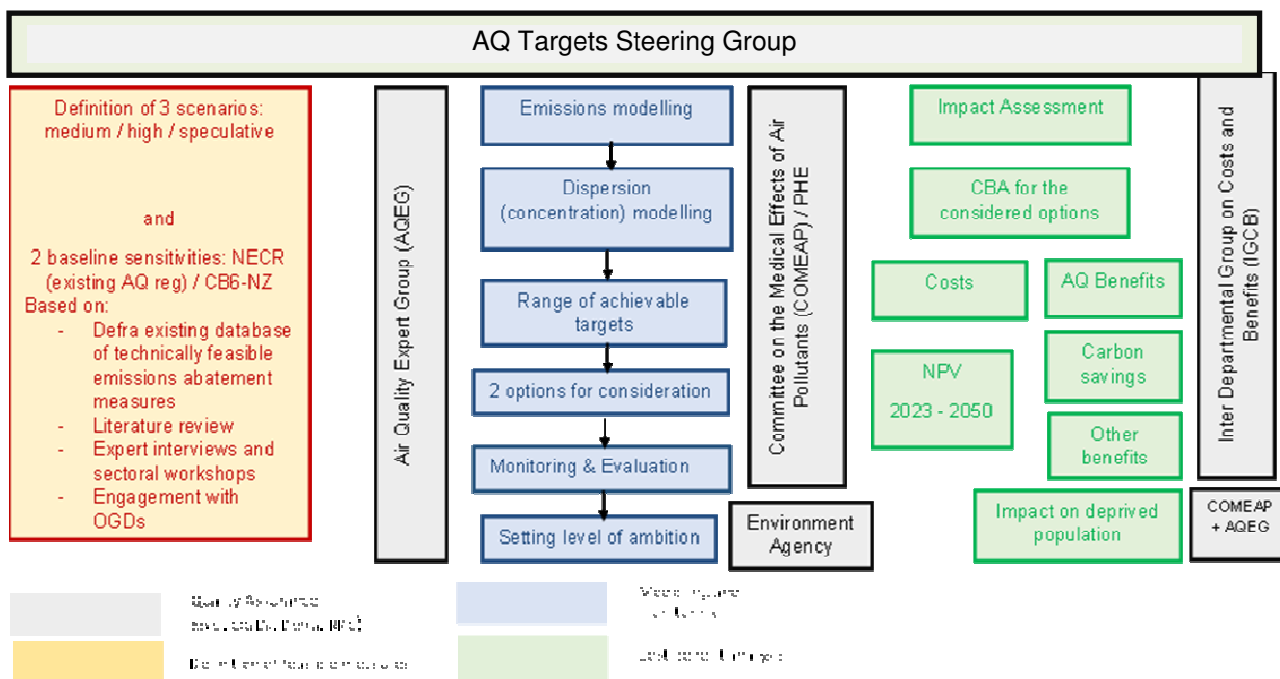 AQ Targets Steering Group
Definition of 3 scenarios:
medium / high / speculative
and
2 baseline sensitivities: NECR
(existing AQ reg) / CB6-NZ
Based on:
- Defra existing database
of technically feasible
emissions abatement
measures
- Literature review
- Expert interviews and
sectoral workshops
- Engagement with
OGDs
Air Quality Expert Group (AQEG)
Emissions modelling
Dispersion
(concentration) modelling
Range of achievable
targets
2 options for consideration
Monitoring & Evaluation
Setting level of ambition
Committee on the Medical Effects of Air
Pollutants (COMEAP) / PHE
Environment
Agency
Impact Assessment
CBA for the
considered options
Costs
AQ Benefits
NPV
2023 - 2050
Carbon
savings
Other
benefits
Impact on deprived
population
Inter Departmental Group on Costs and
Benefits (IGCB)
COMEAP
+ AQEG